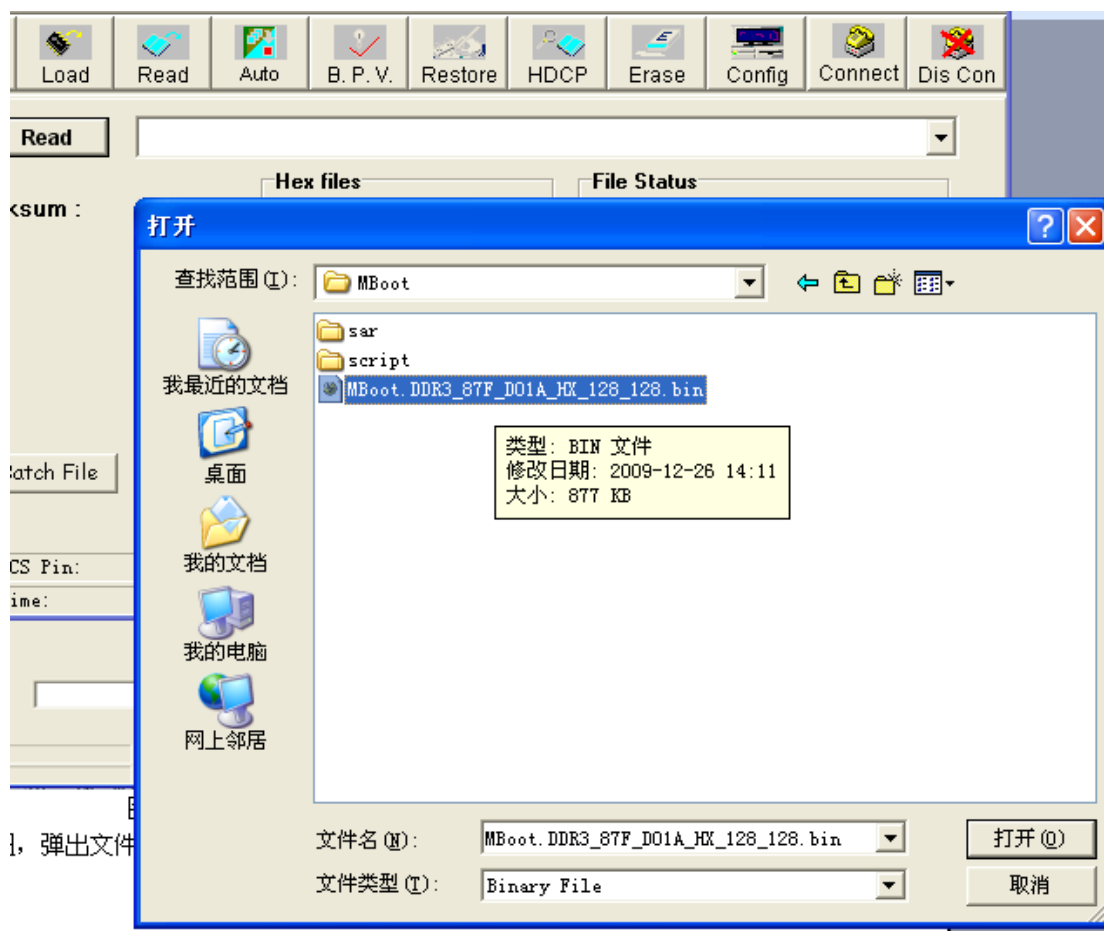 Load Read Auto B. P. V. Restore HDCP Erase Config Connect Dis Con
Read
Hex files File Status
ksum :
打开
查找范围(I): MBoot
sar
script
MBoot.DDR3_87F_D01A_HX_128_128.bin
我最近的文档
类型: BIN 文件
修改日期: 2009-12-26 14:11
大小: 877 KB
桌面
atch File
我的文档
CS Pin:
ime:
我的电脑
网上邻居
，弹出文件
文件名(N): MBoot.DDR3_87F_D01A_HX_128_128.bin 打开(O)
文件类型(T): Binary File 取消